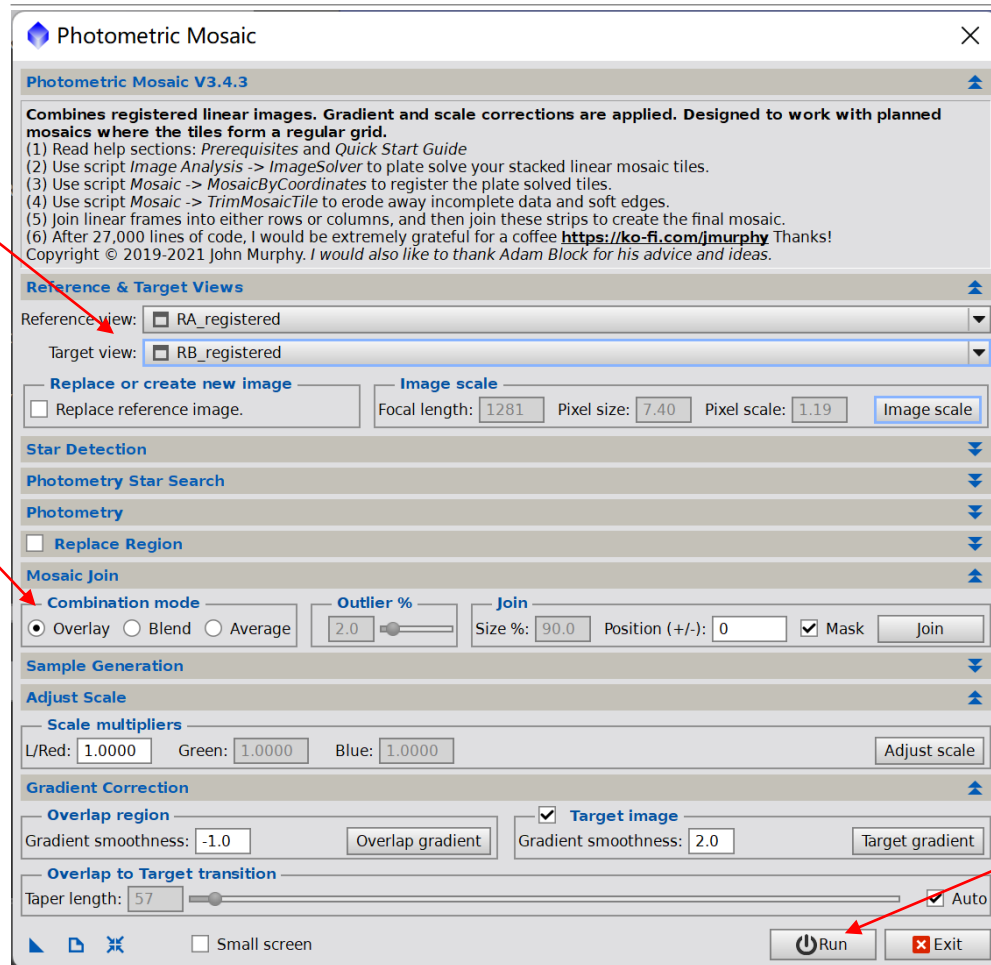 Photometric Mosaic
Photometric Mosaic V3.4.3
Combines registered linear images. Gradient and scale corrections are applied. Designed to work with planned
mosaics where the tiles form a regular grid.
(1) Read help sections: Prerequisites and Quick Start Guide
(2) Use script Image Analysis -> ImageSolver to plate solve your stacked linear mosaic tiles.
(3) Use script Mosaic -> MosaicByCoordinates to register the plate solved tiles.
(4) Use script Mosaic -> TrimMosaicTile to erode away incomplete data and soft edges.
(5) Join linear frames into either rows or columns, and then join these strips to create the final mosaic.
(6) After 27,000 lines of code, I would be extremely grateful for a coffee https://ko-fi.com/jmurphy Thanks!
Copyright © 2019-2021 John Murphy. I would also like to thank Adam Block for his advice and ideas.
Reference & Target Views
Reference view: RA_registered
Target view: RB_registered
Replace or create new image Image scale
Replace reference image. Focal length: 1281 Pixel size: 7.40 Pixel scale: 1.19 Image scale
Star Detection
Photometry Star Search
Photometry
Replace Region
Mosaic Join
Combination mode Outlier % Join
Overlay Blend Average 2.0 Size %: 90.0 Position (+/-): 0 Mask Join
Sample Generation
Adjust Scale
Scale multipliers
L/Red: 1.0000 Green: 1.0000 Blue: 1.0000 Adjust scale
Gradient Correction
Overlap region Target image
Gradient smoothness: -1.0 Overlap gradient Gradient smoothness: 2.0 Target gradient
Overlap to Target transition
Taper length: 57 Auto
Small screen Run Exit